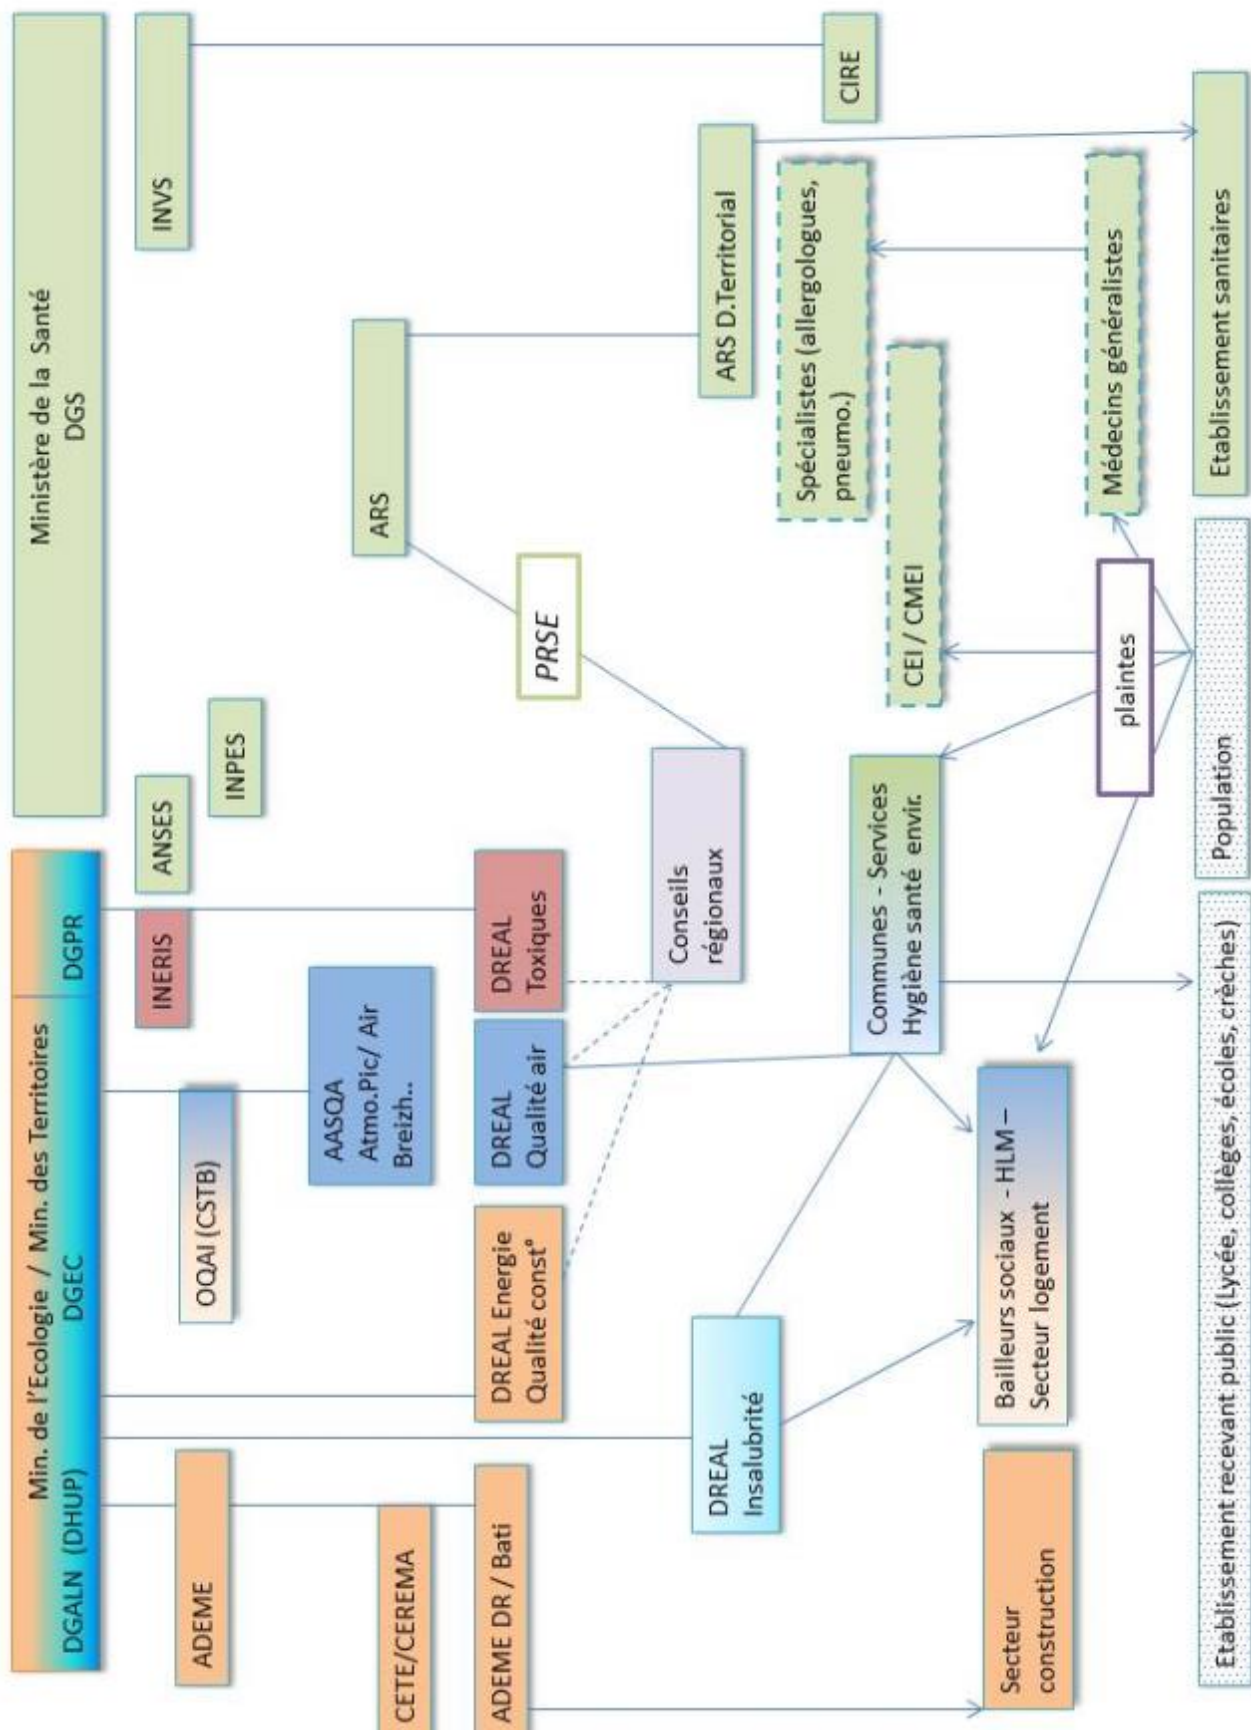 Min. de l'Ecologie / Min. des Territoires
DGALN (DHUP)
DGEC
DGPR
Ministère de la Santé
DGS
ADEME
OQAI (CSTB)
INERIS
ANSES
INPES
INVS
CETE/CEREMA
AASQA
Atmo.Pic/ Air
Breizh..
ARS
ADEME DR / Bati
DREAL Energie
Qualité const°
DREAL
Qualité air
DREAL
Toxiques
PRSE
DREAL
Insalubrité
Conseils
régionaux
ARS D.Territorial
CIRE
Spécialistes (allergologues,
pneumo.)
Communes - Services
Hygiène santé envir.
CEI / CMEI
Secteur
construction
Bailleurs sociaux - HLM –
Secteur logement
plaintes
Médecins généralistes
Etablissement recevant public (Lycée, collèges, écoles, crèches)
Population
Etablissement sanitaires